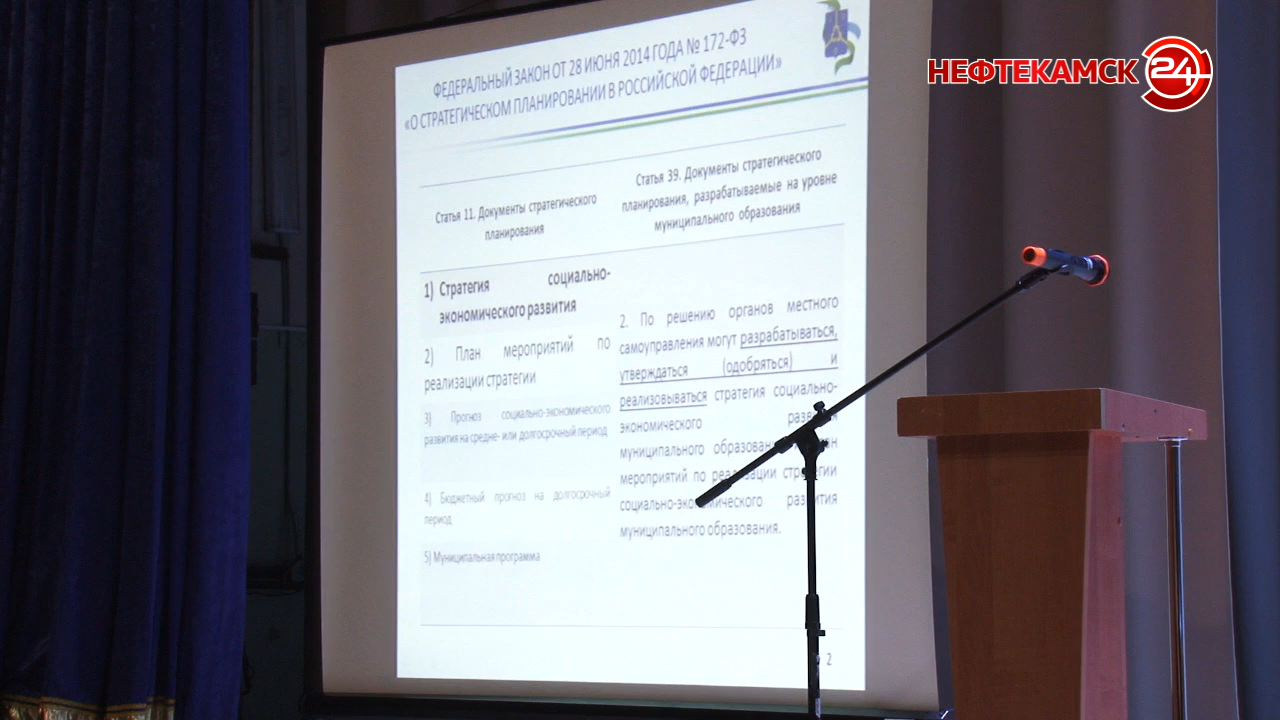 НЕФТЕКАМСК 24
ФЕДЕРАЛЬНЫЙ ЗАКОН ОТ 28 ИЮНЯ 2014 ГОДА № 172-ФЗ
«О СТРАТЕГИЧЕСКОМ ПЛАНИРОВАНИИ В РОССИЙСКОЙ ФЕДЕРАЦИИ»
Статья 11. Документы стратегического
планирования
Статья 39. Документы стратегического
планирования, разрабатываемые на уровне
муниципального образования
1) Стратегия социально-
экономического развития
2) План мероприятий по
реализации стратегии
3) Прогноз социально-экономического
развития на средне- или долгосрочный период
4) Бюджетный прогноз на долгосрочный
период
5) Муниципальная программа
2. По решению органов местного
самоуправления могут разрабатываться,
утверждаться (одобряться) и
реализовываться стратегия социально-
экономического развития
муниципального образования
мероприятий по реализации стратегии
социально-экономического развития
муниципального образования.
2